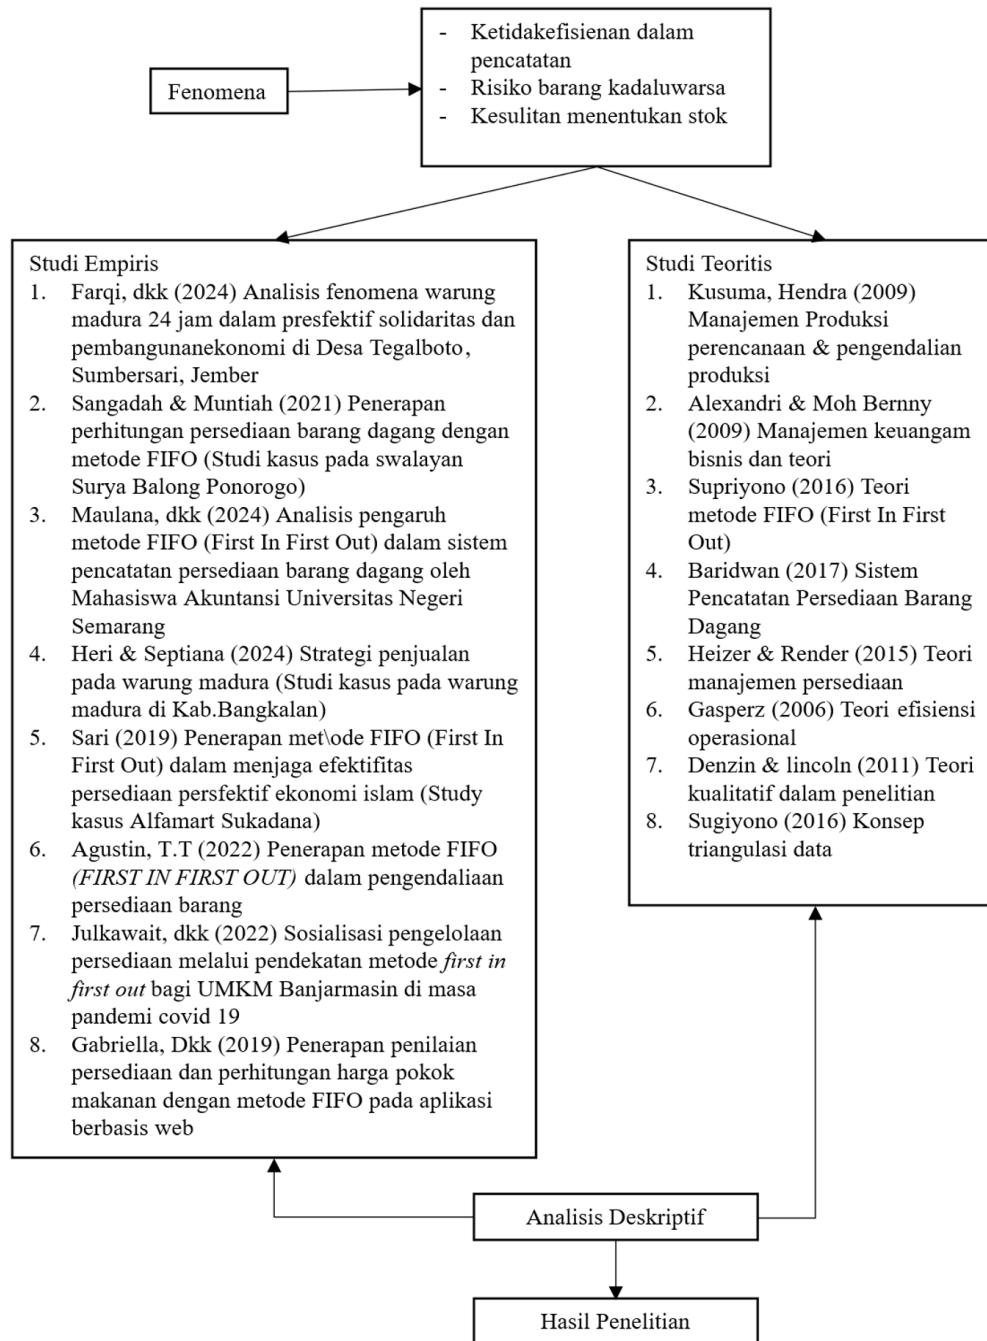 Fenomena
- Ketidakefisienan dalam
pencatatan
- Risiko barang kadaluwarsa
- Kesulitan menentukan stok
Studi Empiris
1. Farqi, dkk (2024) Analisis fenomena warung
madura 24 jam dalam presfektif solidaritas dan
pembangunanekonomi di Desa Tegalboto,
Sumbersari, Jember
2. Sangadah & Muntiah (2021) Penerapan
perhitungan persediaan barang dagang dengan
metode FIFO (Studi kasus pada swalayan
Surya Balong Ponorogo)
3. Maulana, dkk (2024) Analisis pengaruh
metode FIFO (First In First Out) dalam sistem
pencatatan persediaan barang dagang oleh
Mahasiswa Akuntansi Universitas Negeri
Semarang
4. Heri & Septiana (2024) Strategi penjualan
pada warung madura (Studi kasus pada warung
madura di Kab.Bangkalan)
5. Sari (2019) Penerapan met\ode FIFO (First In
First Out) dalam menjaga efektifitas
persediaan persfektif ekonomi islam (Study
kasus Alfamart Sukadana)
6. Agustin, T.T (2022) Penerapan metode FIFO
(FIRST IN FIRST OUT) dalam pengendaliaan
persediaan barang
7. Julkawait, dkk (2022) Sosialisasi pengelolaan
persediaan melalui pendekatan metode first in
first out bagi UMKM Banjarmasin di masa
pandemi covid 19
8. Gabriella, Dkk (2019) Penerapan penilaian
persediaan dan perhitungan harga pokok
makanan dengan metode FIFO pada aplikasi
berbasis web
Studi Teoritis
1. Kusuma, Hendra (2009)
Manajemen Produksi
perencanaan & pengendalian
produksi
2. Alexandri & Moh Bernny
(2009) Manajemen keuangam
bisnis dan teori
3. Supriyono (2016) Teori
metode FIFO (First In First
Out)
4. Baridwan (2017) Sistem
Pencatatan Persediaan Barang
Dagang
5. Heizer & Render (2015) Teori
manajemen persediaan
6. Gasperz (2006) Teori efisiensi
operasional
7. Denzin & lincoln (2011) Teori
kualitatif dalam penelitian
8. Sugiyono (2016) Konsep
triangulasi data
Analisis Deskriptif
Hasil Penelitian